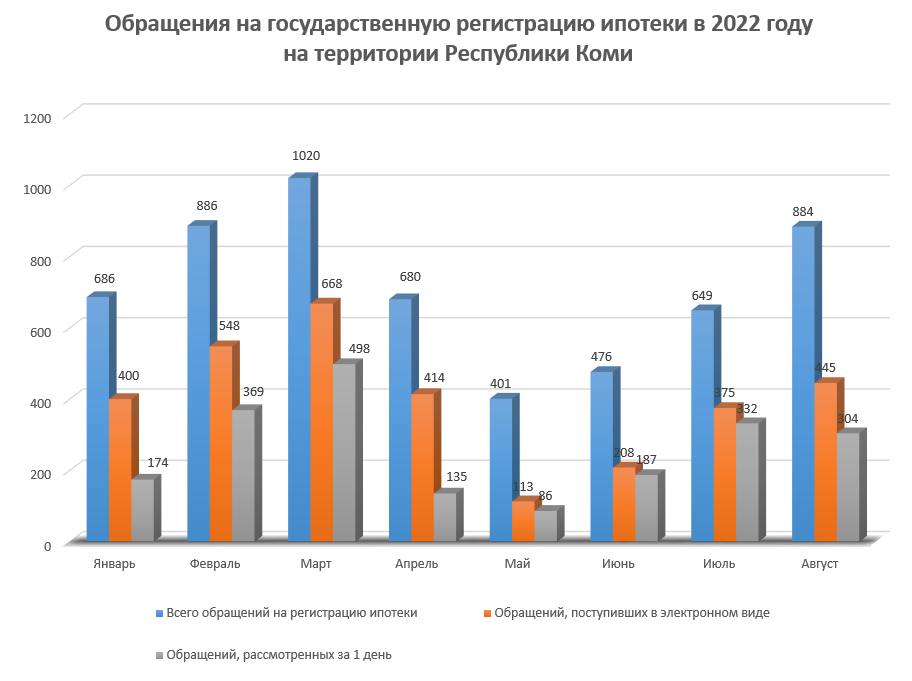 Обращения на государственную регистрацию ипотеки в 2022 году
на территории Республики Коми
1200
1000
800
600
400
200
0
686
400
174
886
548
369
1020
668
498
680
414
135
401
113
86
476
208
187
649
375
332
884
445
304
Январь
Февраль
Март
Апрель
Май
Июнь
Июль
Август
Всего обращений на регистрацию ипотеки
Обращений, поступивших в электронном виде
Обращений, рассмотренных за 1 день